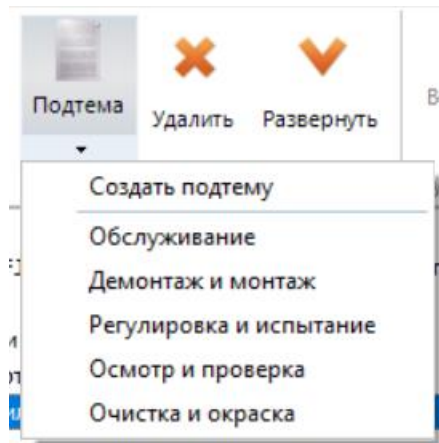 Подтема
Удалить
Развернуть
Создать подтему
Обслуживание
Демонтаж и монтаж
Регулировка и испытание
Осмотр и проверка
Очистка и окраска